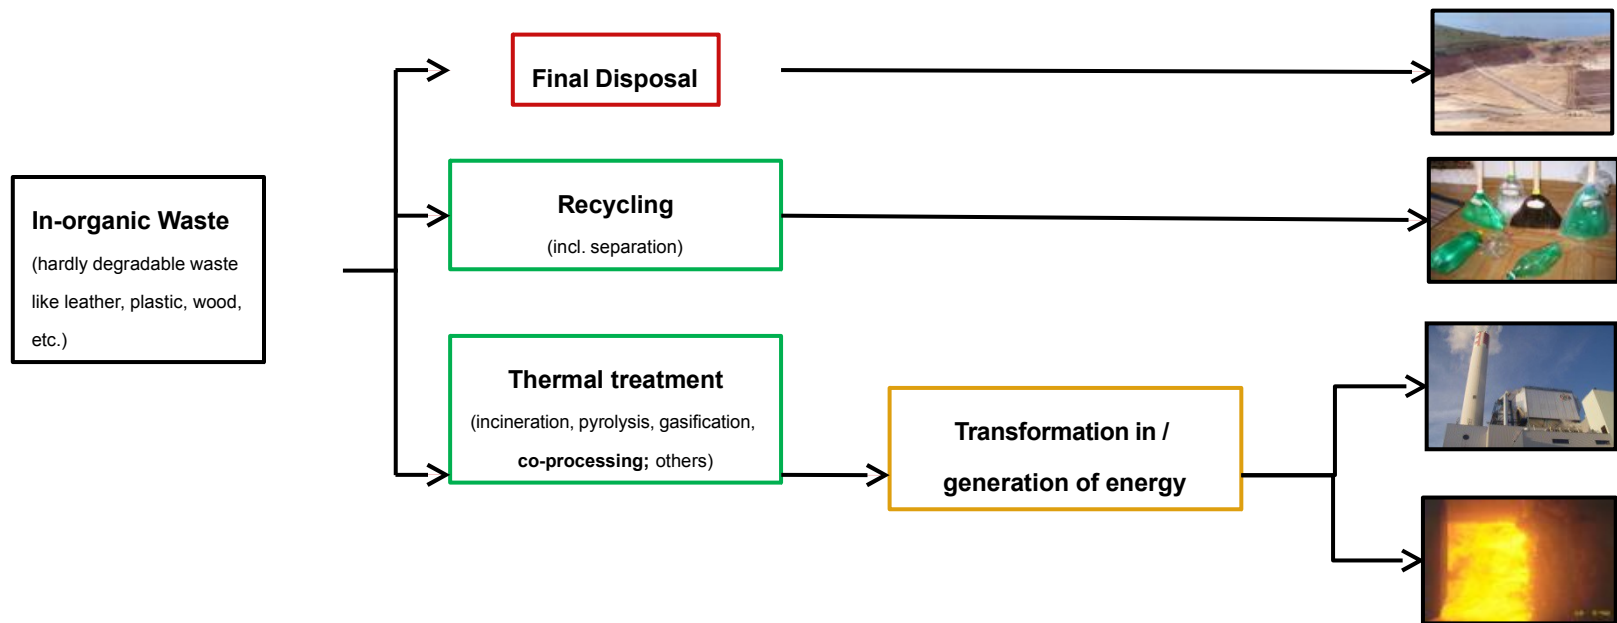 Final Disposal
In-organic Waste
(hardly degradable waste
like leather, plastic, wood,
etc.)
Recycling
(incl. separation)
Thermal treatment
(incineration, pyrolysis, gasification,
co-processing; others)
Transformation in /
generation of energy